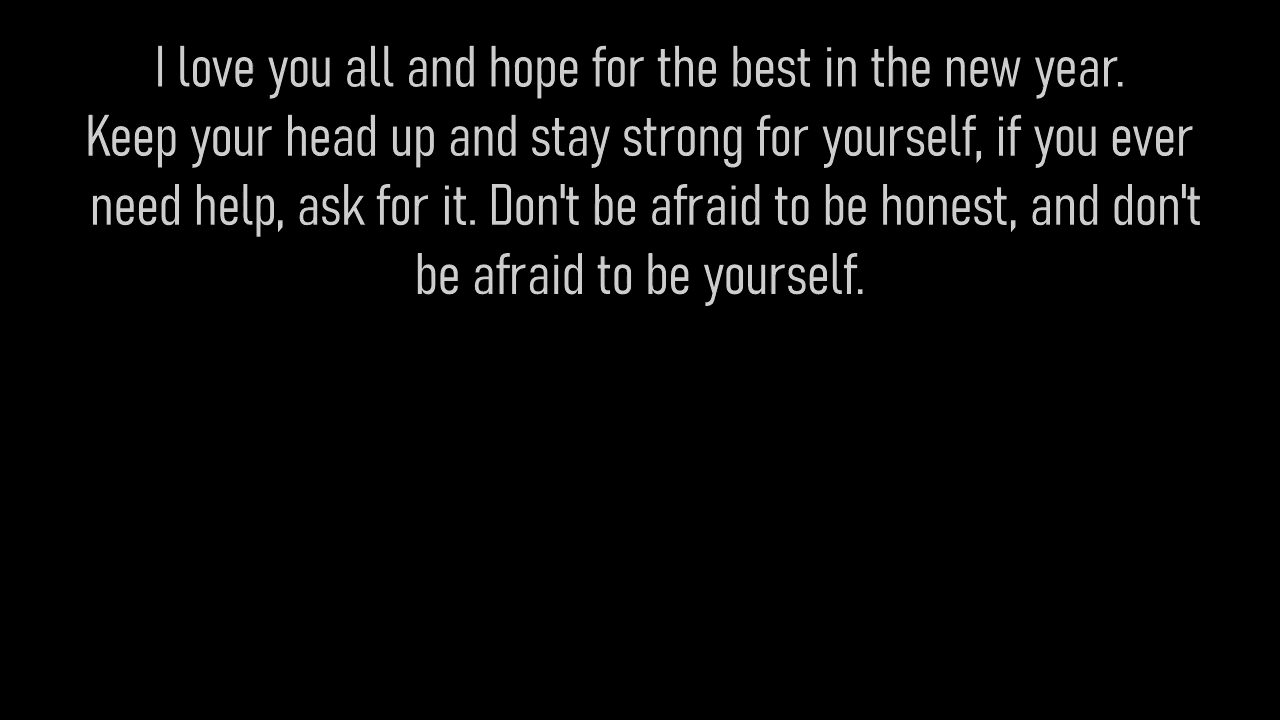 I love you all and hope for the best in the new year.
Keep your head up and stay strong for yourself, if you ever
need help, ask for it. Don't be afraid to be honest, and don't
be afraid to be yourself.